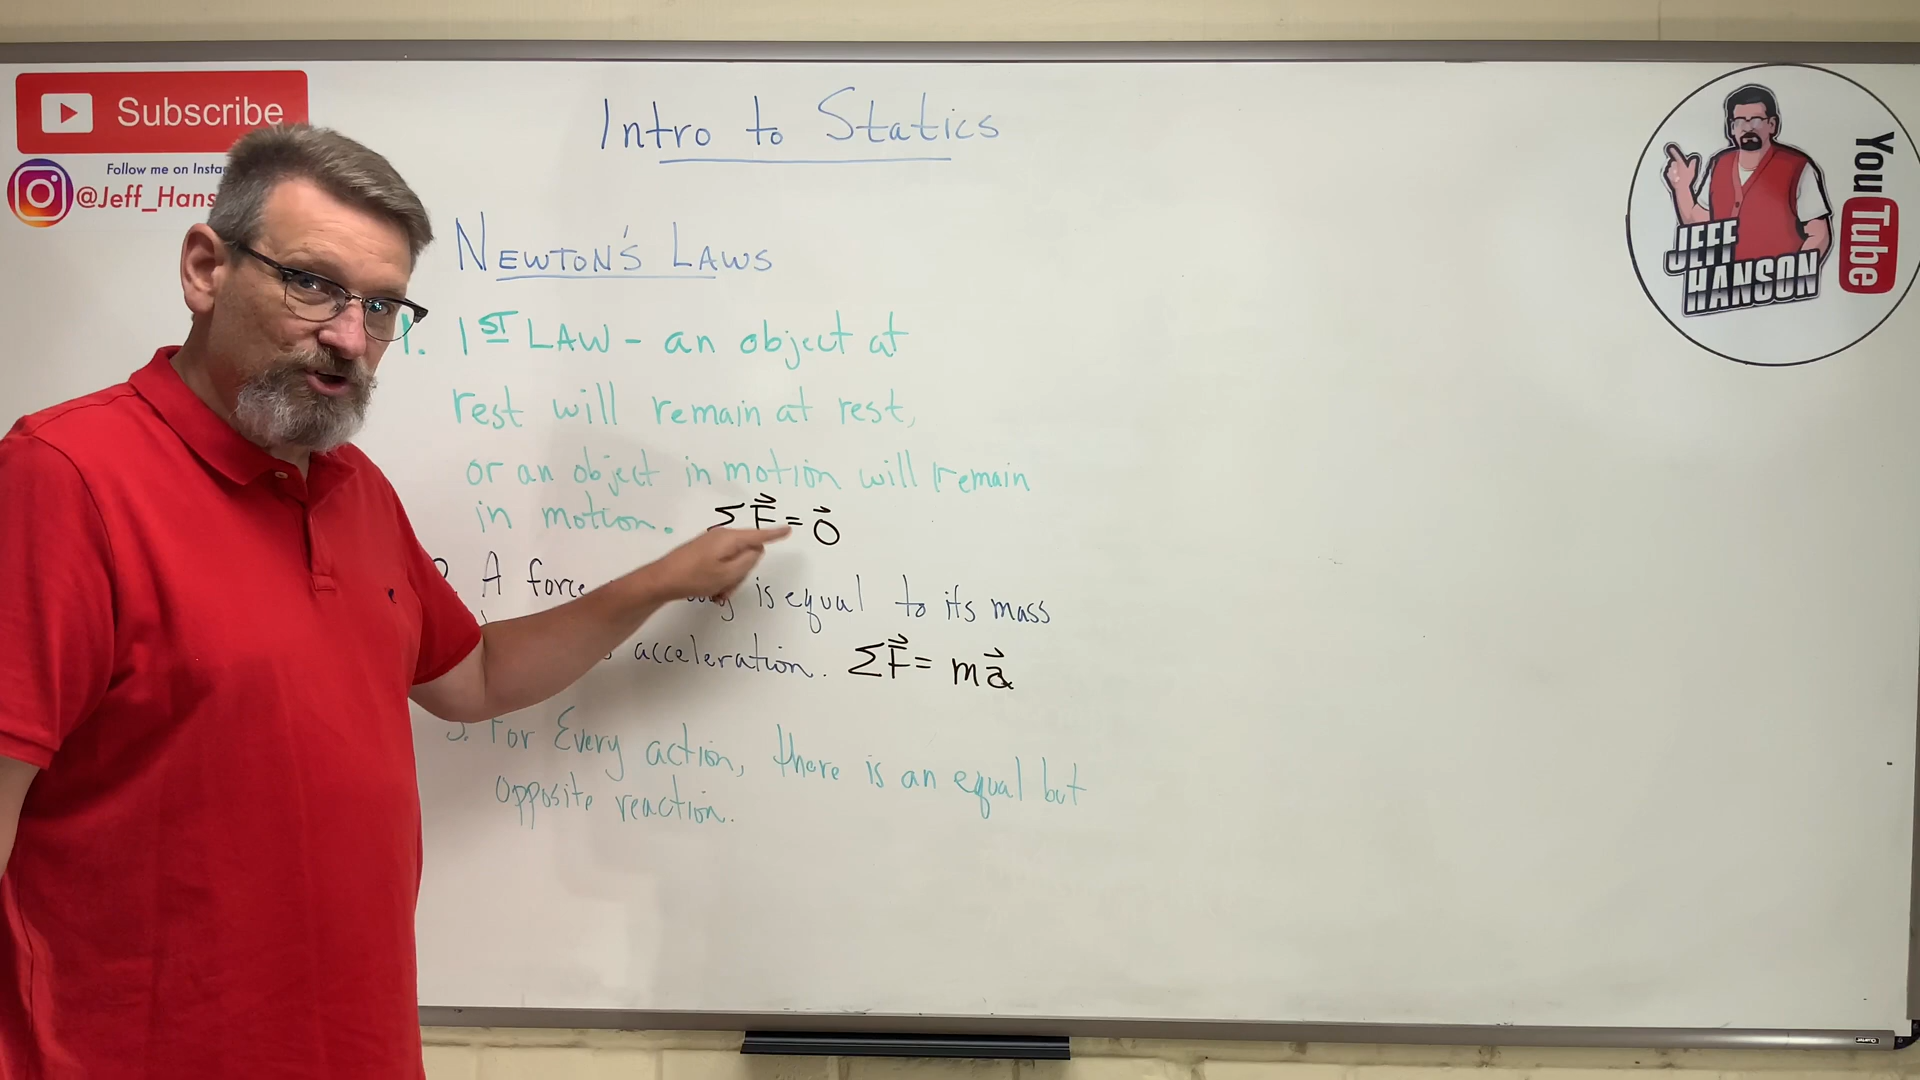 Subscribe
Follow me on Insta
@Jeff_Hans
Intro to Statics
NEWTON'S LAWS
1. 1ST LAW - an object at
rest will remain at rest,
or an object in motion will remain
in motion. ΣF⃗ = 0⃗
A force is equal to its mass
acceleration. ΣF⃗ = ma⃗
3. For Every action, there is an equal but
opposite reaction.
JEFF
HANSON
YouTube